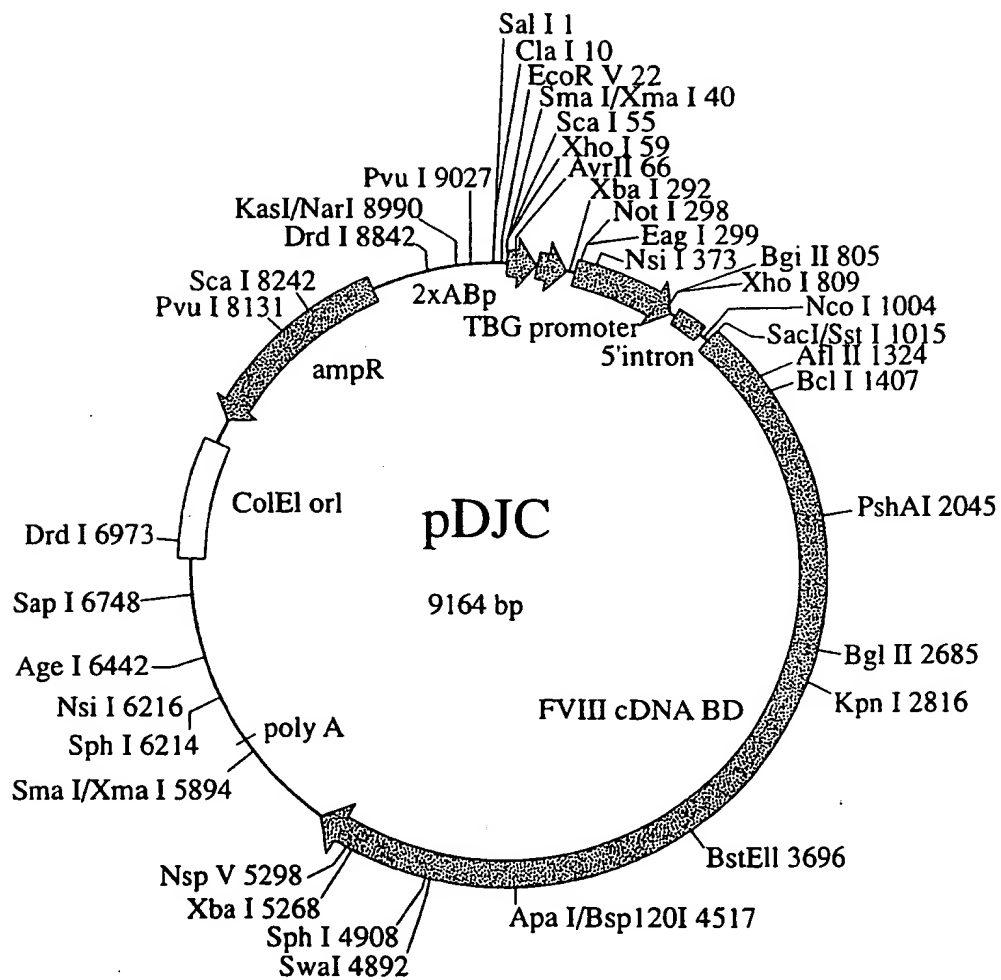 Sal I 1
Cla I 10
EcoR V 22
Sma I/Xma I 40
Sca I 55
Xho I 59
AvrII 66
Xba I 292
Not I 298
Eag I 299
Nsi I 373
Bgi II 805
Xho I 809
Nco I 1004
SacI/Sst I 1015
Afl II 1324
Bcl I 1407
PshAI 2045
Bgl II 2685
Kpn I 2816
BstEll 3696
Apa I/Bsp120I 4517
SwaI 4892
Sph I 4908
Xba I 5268
Nsp V 5298
Sma I/Xma I 5894
Sph I 6214
Nsi I 6216
Age I 6442
Sap I 6748
Drd I 6973
Pvu I 8131
Sca I 8242
Drd I 8842
KasI/NarI 8990
Pvu I 9027
2xABp
TBG promoter
5'intron
ampR
ColEl orl
pDJC
9164 bp
FVIII cDNA BD
poly A